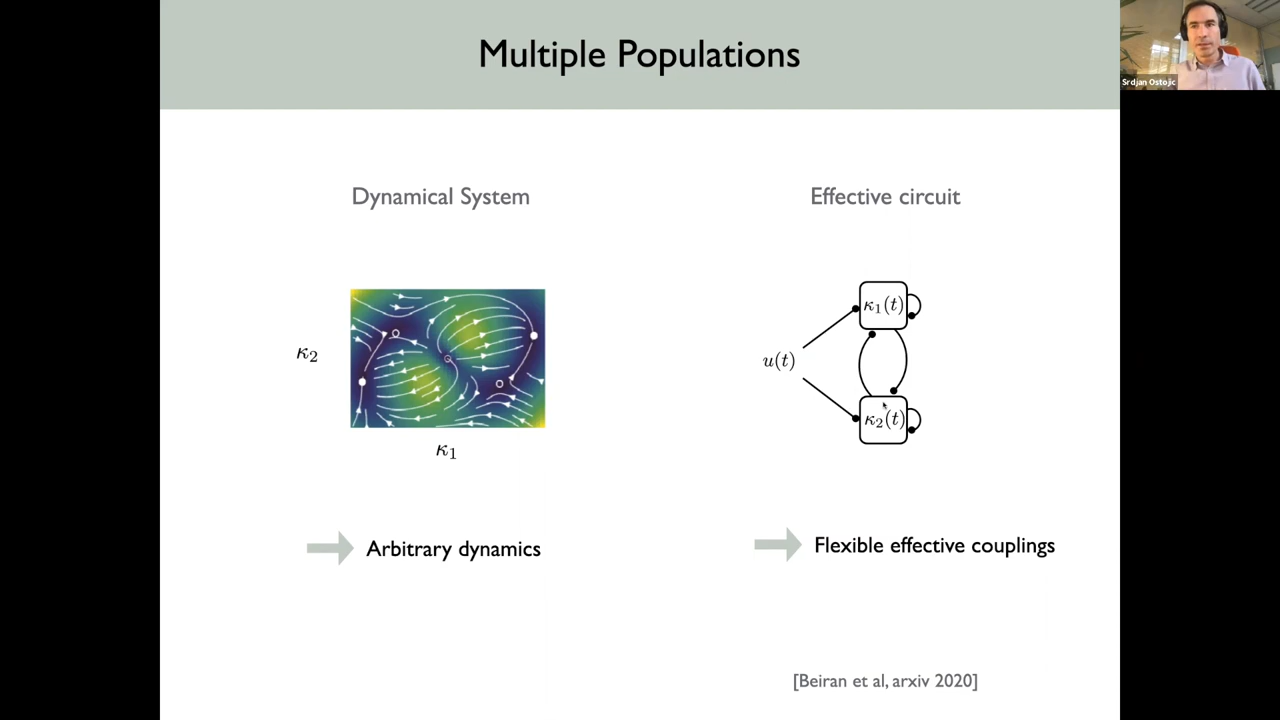 Multiple Populations
Srdjan Ostojic
Dynamical System
Effective circuit
κ₂
κ₁
u(t)
κ₁(t)
κ₂(t)
Arbitrary dynamics
Flexible effective couplings
[Beiran et al, arxiv 2020]